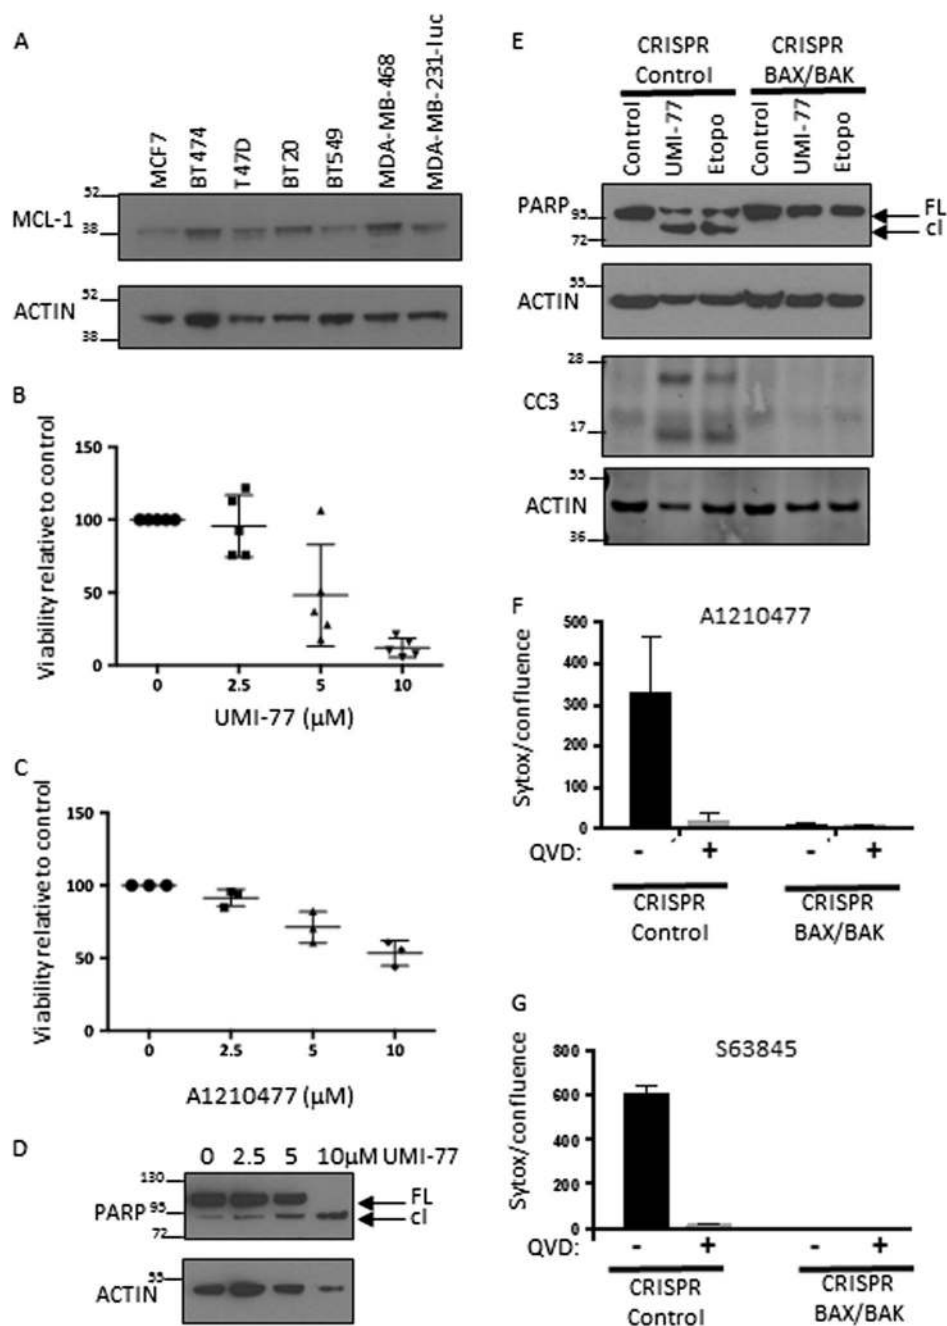 A
MCF7
BT474
T47D
BT20
BT549
MDA-MB-468
MDA-MB-231-luc
52
MCL-1
38
52
ACTIN
38
B
Viability relative to control
150
100
50
0
0 2.5 5 10
UMI-77 (µM)
C
Viability relative to control
150
100
50
0
0 2.5 5 10
A1210477 (µM)
D
0 2.5 5 10µM UMI-77
130
PARP 95
72
FL
cl
55
ACTIN
E
CRISPR Control
CRISPR BAX/BAK
Control
UMI-77
Etopo
Control
UMI-77
Etopo
PARP
95
72
FL
cl
55
ACTIN
28
CC3
17
55
ACTIN
36
F
A1210477
Sytox/confluence
500
400
300
200
100
0
QVD: - + - +
CRISPR Control
CRISPR BAX/BAK
G
S63845
Sytox/confluence
800
600
400
200
0
QVD: - + - +
CRISPR Control
CRISPR BAX/BAK